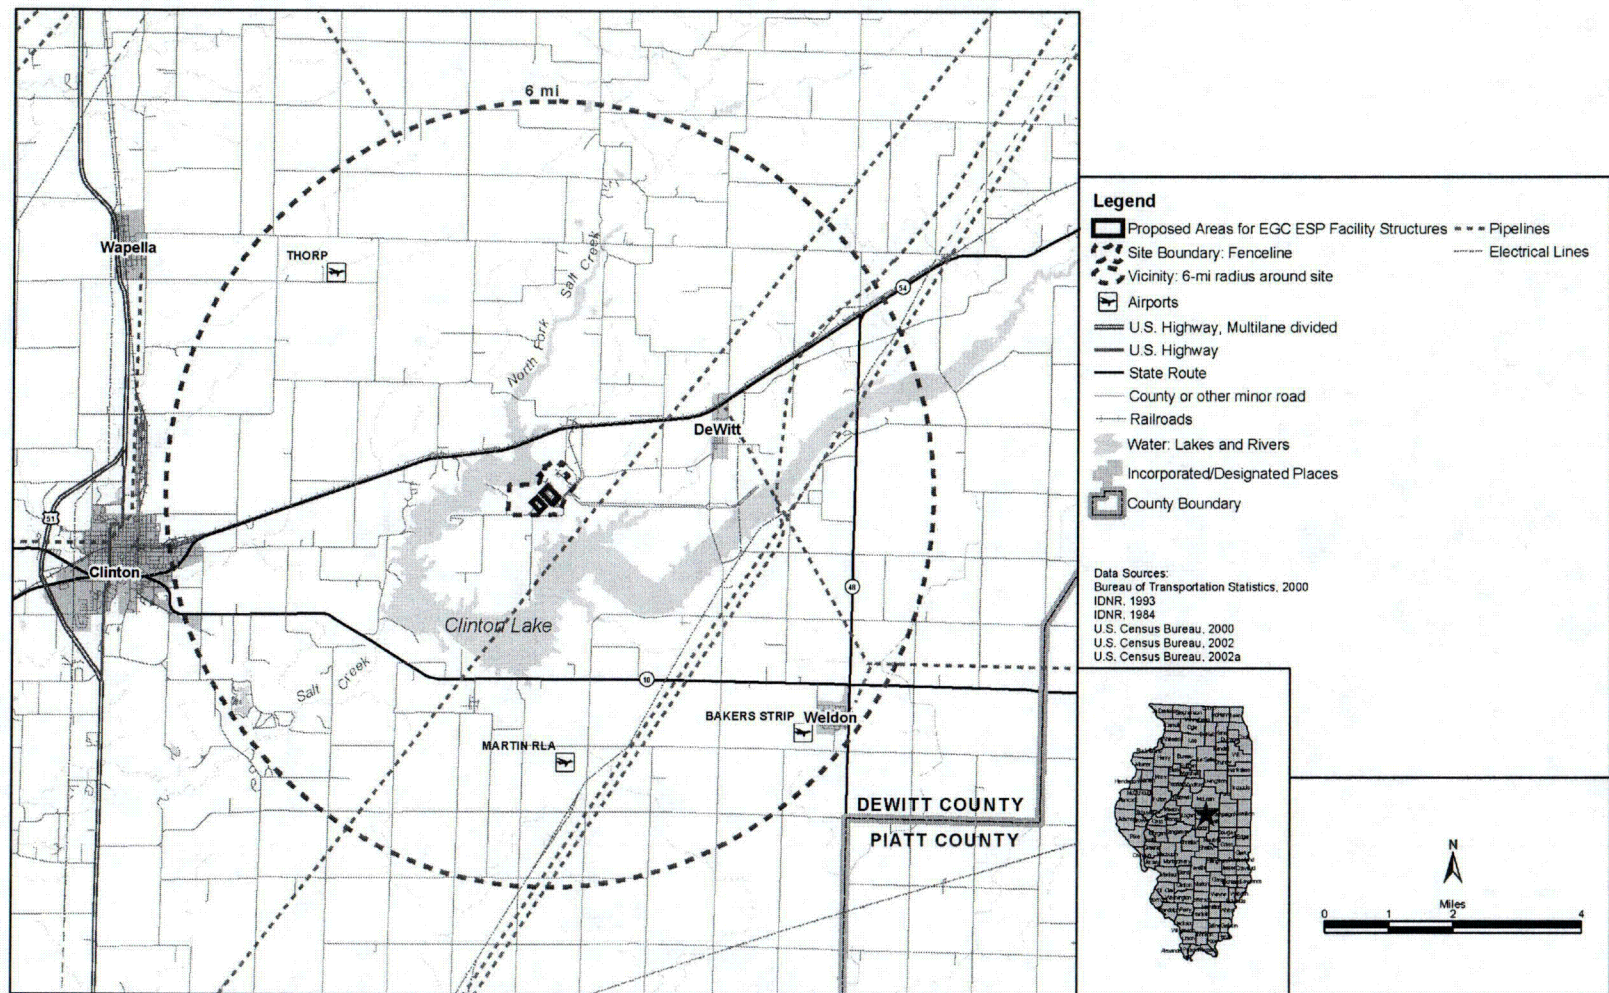 6 mi
Wapella
THORP
North Fork Salt Creek
54
DeWitt
51
Clinton
48
Clinton Lake
Salt Creek
10
BAKERS STRIP
Weldon
MARTIN RLA
DEWITT COUNTY
PIATT COUNTY
Legend
Proposed Areas for EGC ESP Facility Structures
Pipelines
Site Boundary: Fenceline
Electrical Lines
Vicinity: 6-mi radius around site
Airports
U.S. Highway, Multilane divided
U.S. Highway
State Route
County or other minor road
Railroads
Water: Lakes and Rivers
Incorporated/Designated Places
County Boundary
Data Sources:
Bureau of Transportation Statistics, 2000
IDNR, 1993
IDNR, 1984
U.S. Census Bureau, 2000
U.S. Census Bureau, 2002
U.S. Census Bureau, 2002a
N
Miles
0 1 2 4